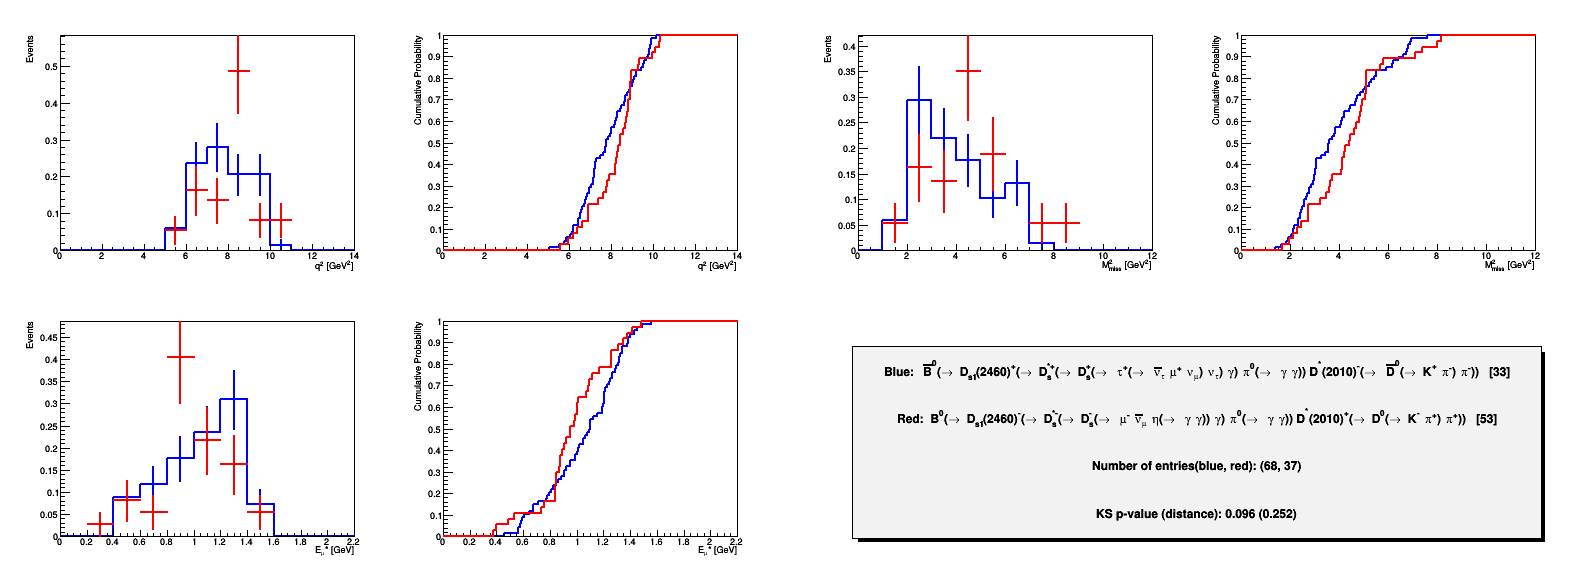 Events
0.5
0.4
0.3
0.2
0.1
0
0 2 4 6 8 10 12 14
q² [GeV²]
Cumulative Probability
1
0.9
0.8
0.7
0.6
0.5
0.4
0.3
0.2
0.1
0
0 2 4 6 8 10 12 14
q² [GeV²]
Events
0.4
0.35
0.3
0.25
0.2
0.15
0.1
0.05
0
0 2 4 6 8 10 12
M²miss [GeV²]
Cumulative Probability
1
0.9
0.8
0.7
0.6
0.5
0.4
0.3
0.2
0.1
0
0 2 4 6 8 10 12
M²miss [GeV²]
Events
0.45
0.4
0.35
0.3
0.25
0.2
0.15
0.1
0.05
0
0 0.2 0.4 0.6 0.8 1 1.2 1.4 1.6 1.8 2 2.2
Eμ* [GeV]
Cumulative Probability
1
0.9
0.8
0.7
0.6
0.5
0.4
0.3
0.2
0.1
0
0 0.2 0.4 0.6 0.8 1 1.2 1.4 1.6 1.8 2 2.2
Eμ* [GeV]
Blue: B̅⁰(→ Ds1(2460)⁺(→ Ds*⁺(→ Ds⁺(→ τ⁺(→ ν̅τ μ⁺ νμ) ντ) γ) π⁰(→ γ γ)) D*(2010)⁻(→ D̅⁰(→ K⁺ π⁻) π⁻)) [33]
Red: B⁰(→ Ds1(2460)⁻(→ Ds*⁻(→ Ds⁻(→ μ⁻ ν̅μ η(→ γ γ)) γ) π⁰(→ γ γ)) D*(2010)⁺(→ D⁰(→ K⁻ π⁺) π⁺)) [53]
Number of entries(blue, red): (68, 37)
KS p-value (distance): 0.096 (0.252)